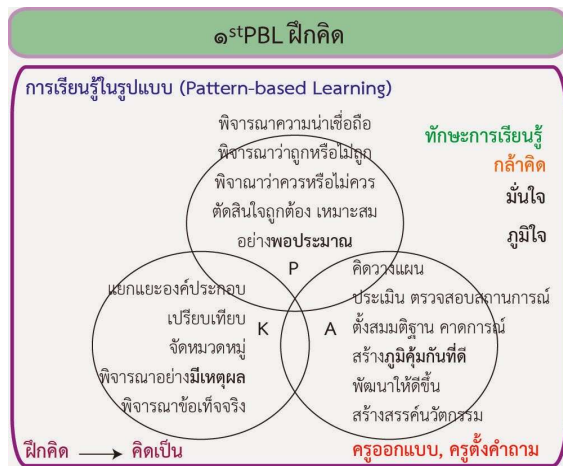 ๑stPBL ฝึกคิด
การเรียนรู้ในรูปแบบ (Pattern-based Learning)
พิจารณาความน่าเชื่อถือ
พิจารณาว่าถูกหรือไม่ถูก
พิจาณาว่าควรหรือไม่ควร
ตัดสินใจถูกต้อง เหมาะสม
อย่างพอประมาณ
P
ทักษะการเรียนรู้
กล้าคิด
มั่นใจ
ภูมิใจ
แยกแยะองค์ประกอบ
เปรียบเทียบ
จัดหมวดหมู่
พิจารณาอย่างมีเหตุผล
พิจารณาข้อเท็จจริง
K
A
คิดวางแผน
ประเมิน ตรวจสอบสถานการณ์
ตั้งสมมติฐาน คาดการณ์
สร้างภูมิคุ้มกันที่ดี
พัฒนาให้ดีขึ้น
สร้างสรรค์นวัตกรรม
ฝึกคิด → คิดเป็น
ครูออกแบบ, ครูตั้งคำถาม